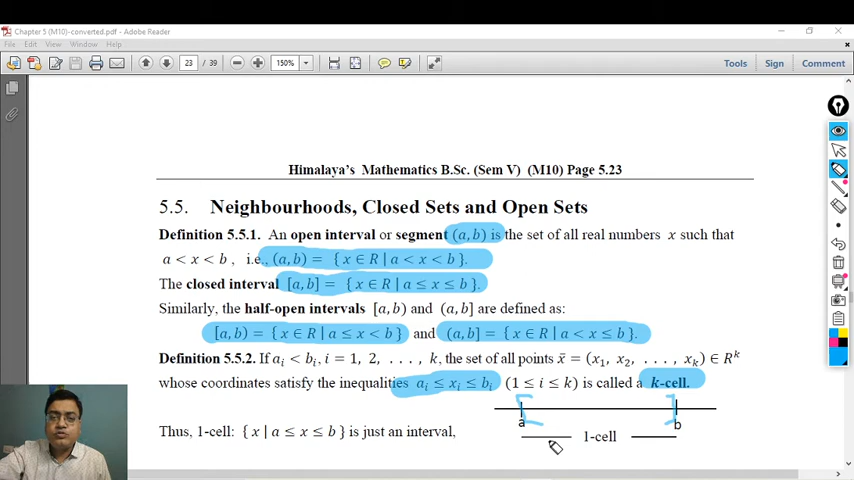 Chapter 5 (M10)-converted.pdf - Adobe Reader
File Edit View Window Help
23 / 39 150% Tools Sign Comment
Himalaya's Mathematics B.Sc. (Sem V) (M10) Page 5.23
5.5. Neighbourhoods, Closed Sets and Open Sets
Definition 5.5.1. An open interval or segment (a, b) is the set of all real numbers x such that
a < x < b , i.e., (a, b) = { x ∈ R | a < x < b }.
The closed interval [a, b] = { x ∈ R | a ≤ x ≤ b }.
Similarly, the half-open intervals [a, b) and (a, b] are defined as:
[a, b) = { x ∈ R | a ≤ x < b } and (a, b] = { x ∈ R | a < x ≤ b }.
Definition 5.5.2. If aᵢ < bᵢ, i = 1, 2, . . . , k, the set of all points x̄ = (x₁, x₂, . . . , xₖ) ∈ Rᵏ
whose coordinates satisfy the inequalities aᵢ ≤ xᵢ ≤ bᵢ (1 ≤ i ≤ k) is called a k-cell.
a b
Thus, 1-cell: { x | a ≤ x ≤ b } is just an interval, 1-cell